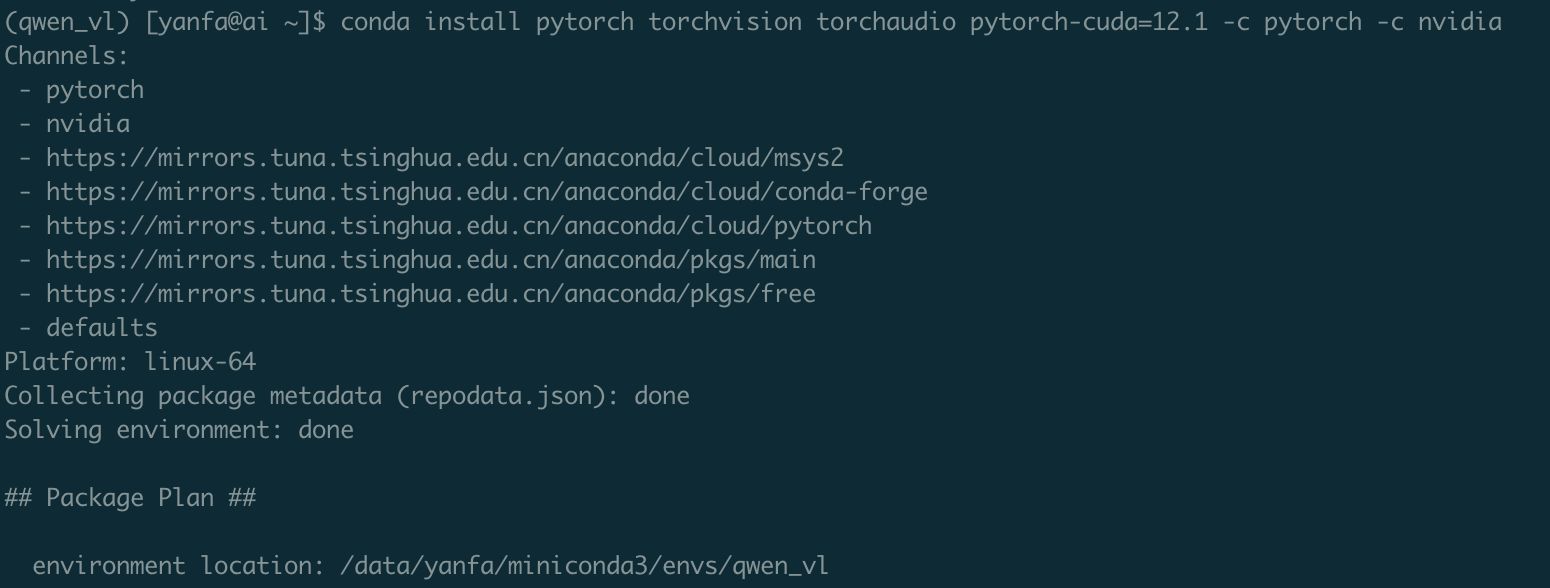 (qwen_vl) [yanfa@ai ~]$ conda install pytorch torchvision torchaudio pytorch-cuda=12.1 -c pytorch -c nvidia
Channels:
 - pytorch
 - nvidia
 - https://mirrors.tuna.tsinghua.edu.cn/anaconda/cloud/msys2
 - https://mirrors.tuna.tsinghua.edu.cn/anaconda/cloud/conda-forge
 - https://mirrors.tuna.tsinghua.edu.cn/anaconda/cloud/pytorch
 - https://mirrors.tuna.tsinghua.edu.cn/anaconda/pkgs/main
 - https://mirrors.tuna.tsinghua.edu.cn/anaconda/pkgs/free
 - defaults
Platform: linux-64
Collecting package metadata (repodata.json): done
Solving environment: done
## Package Plan ##
  environment location: /data/yanfa/miniconda3/envs/qwen_vl